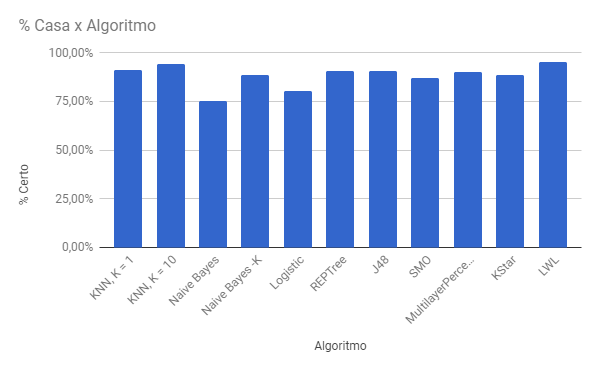 % Casa x Algoritmo
100,00%
75,00%
50,00%
25,00%
0,00%
% Certo
KNN, K = 1
KNN, K = 10
Naive Bayes
Naive Bayes -K
Logistic
REPTree
J48
SMO
MultilayerPerce...
KStar
LWL
Algoritmo